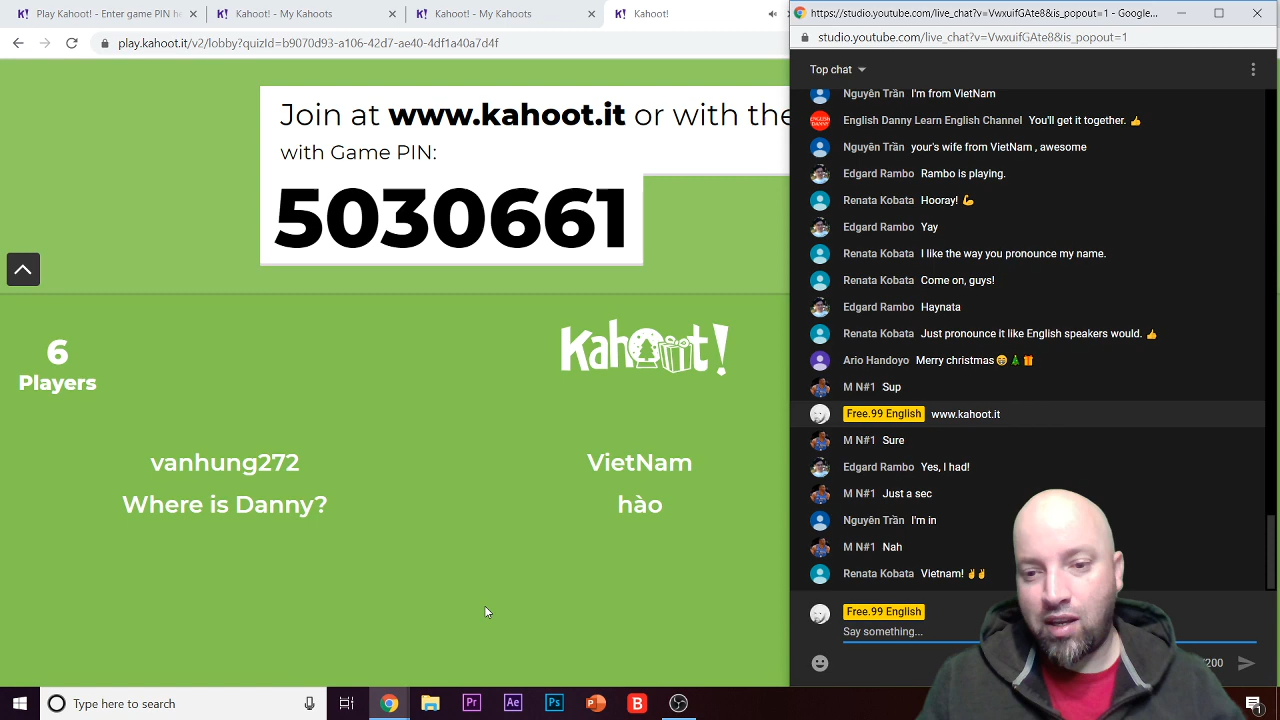 Play Kahoot! - Enter game PIN he
Kahoot! - My Kahoots
Kahoot! - My Kahoots
Kahoot!
play.kahoot.it/v2/lobby?quizId=b9070d93-a106-42d7-ae40-4df1a40a7d4f
Join at www.kahoot.it or with the
with Game PIN:
5030661
6
Players
Kahoot!
vanhung272
VietNam
Where is Danny?
hào
https://studio.youtube.com/live_chat?v=VwxuifGAte8&is_popout=1 - Google...
studio.youtube.com/live_chat?v=VwxuifGAte8&is_popout=1
Top chat
Nguyên Trần I'm from VietNam
English Danny Learn English Channel You'll get it together. 👍
Nguyên Trần your's wife from VietNam , awesome
Edgard Rambo Rambo is playing.
Renata Kobata Hooray! 💪
Edgard Rambo Yay
Renata Kobata I like the way you pronounce my name.
Renata Kobata Come on, guys!
Edgard Rambo Haynata
Renata Kobata Just pronounce it like English speakers would. 👍
Ario Handoyo Merry christmas 😁🎄🎁
M N#1 Sup
Free.99 English www.kahoot.it
M N#1 Sure
Edgard Rambo Yes, I had!
M N#1 Just a sec
Nguyên Trần I'm in
M N#1 Nah
Renata Kobata Vietnam! ✌✌
Free.99 English
Say something...
/200
Type here to search
Pr
Ae
Ps
P
B
1